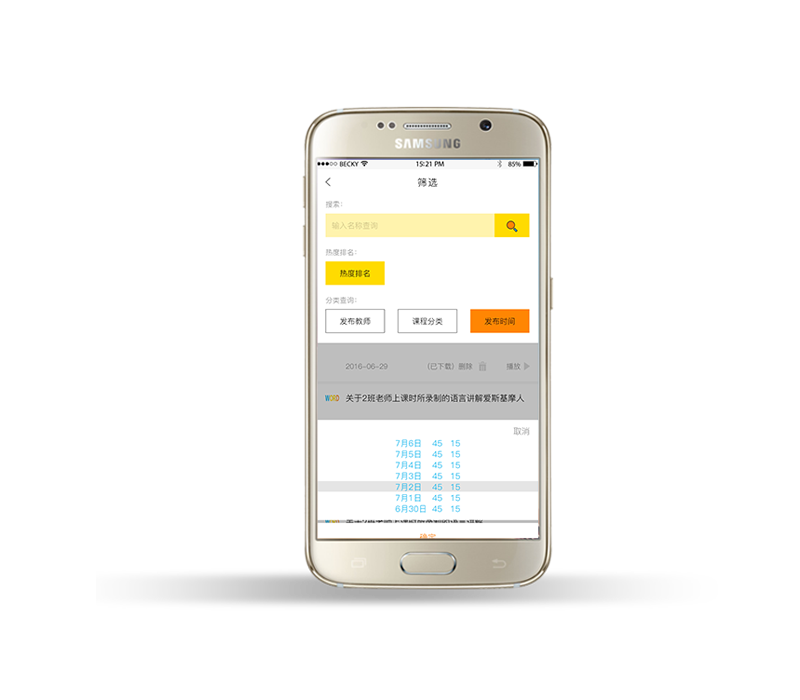 SAMSUNG
BECKY 15:21 PM 85%
筛选
搜索:
输入名称查询
热度排名:
热度排名
分类查询:
发布教师 课程分类 发布时间
2016-06-29 (已下载) 删除 播放
WORD 关于2班老师上课时所录制的语言讲解爱斯基摩人
取消
7月6日 45 15
7月5日 45 15
7月4日 45 15
7月3日 45 15
7月2日 45 15
7月1日 45 15
6月30日 45 15